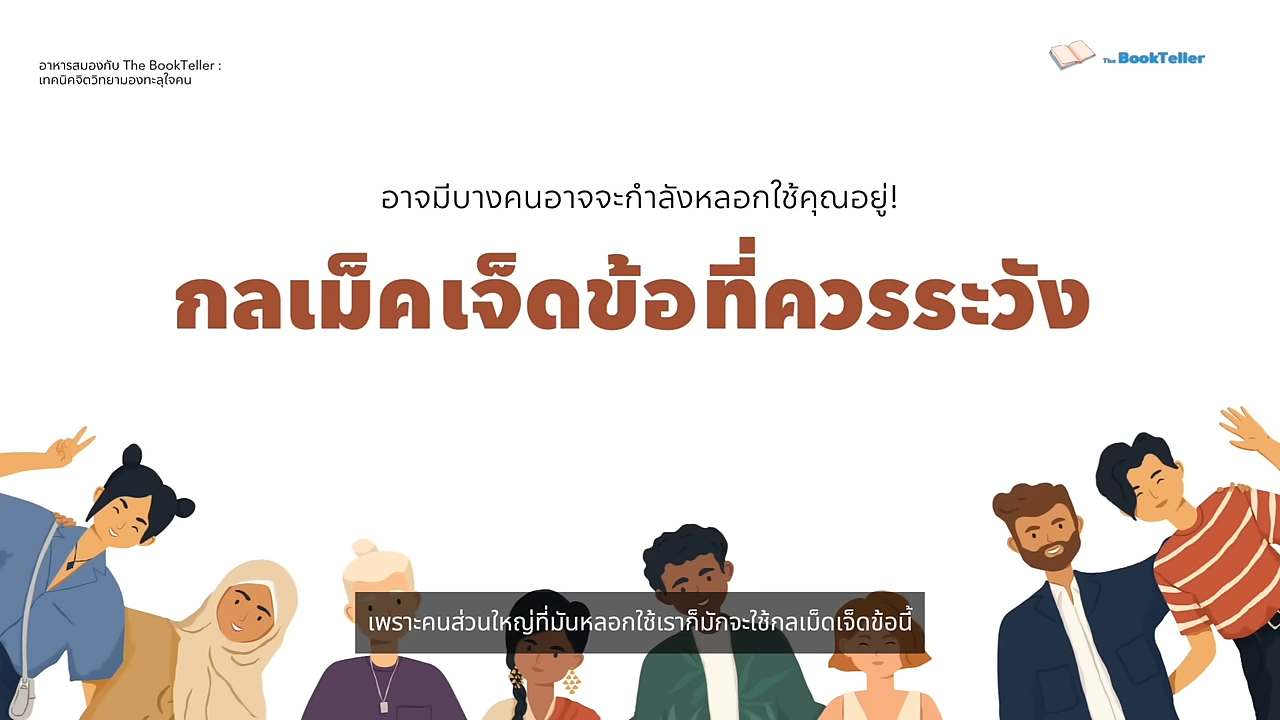 อาหารสมองกับ The BookTeller :
เทคนิคจิตวิทยามองทะลุใจคน
The BookTeller
อาจมีบางคนอาจจะกำลังหลอกใช้คุณอยู่!
กลเม็คเจ็ดข้อที่ควรระวัง
เพราะคนส่วนใหญ่ที่มันหลอกใช้เราก็มักจะใช้กลเม็ดเจ็ดข้อนี้